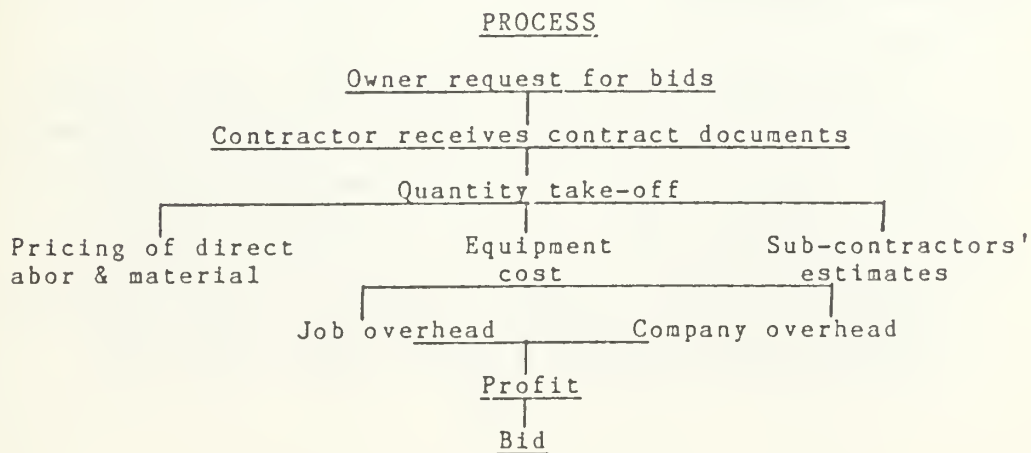 PROCESS
Owner request for bids
Contractor receives contract documents
Quantity take-off
Pricing of direct
abor & material
Equipment
cost
Sub-contractors'
estimates
Job overhead
Company overhead
Profit
Bid